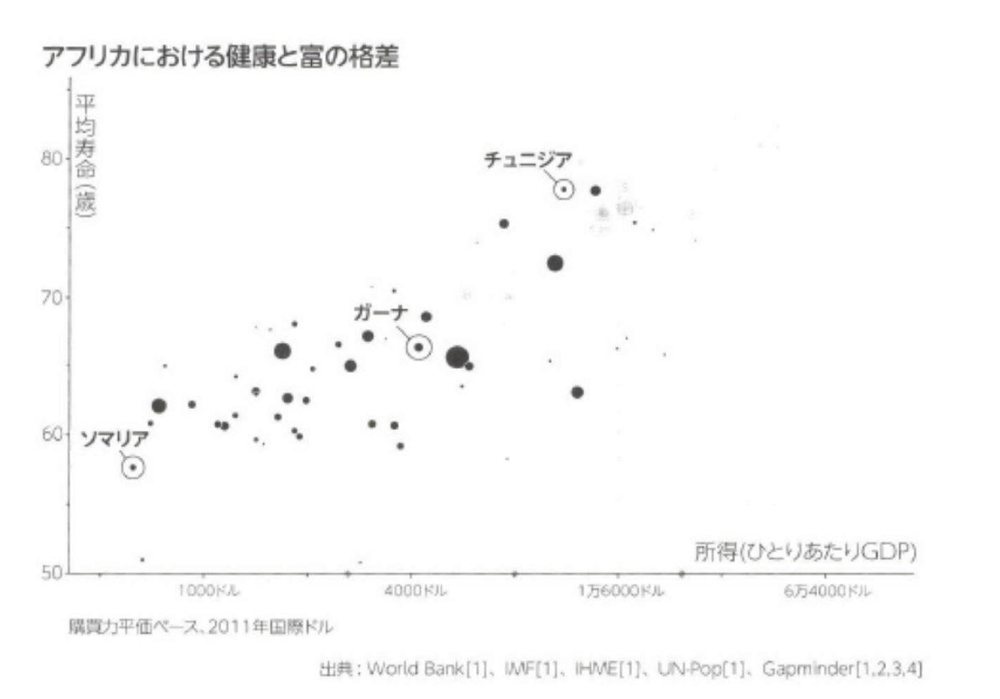 アフリカにおける健康と富の格差
平均寿命(歳)
80
70
60
50
チュニジア
ガーナ
ソマリア
所得(ひとりあたりGDP)
1000ドル 4000ドル 1万6000ドル 6万4000ドル
購買力平価ベース、2011年国際ドル
出典: World Bank[1]、IMF[1]、IHME[1]、UN-Pop[1]、Gapminder[1,2,3,4]